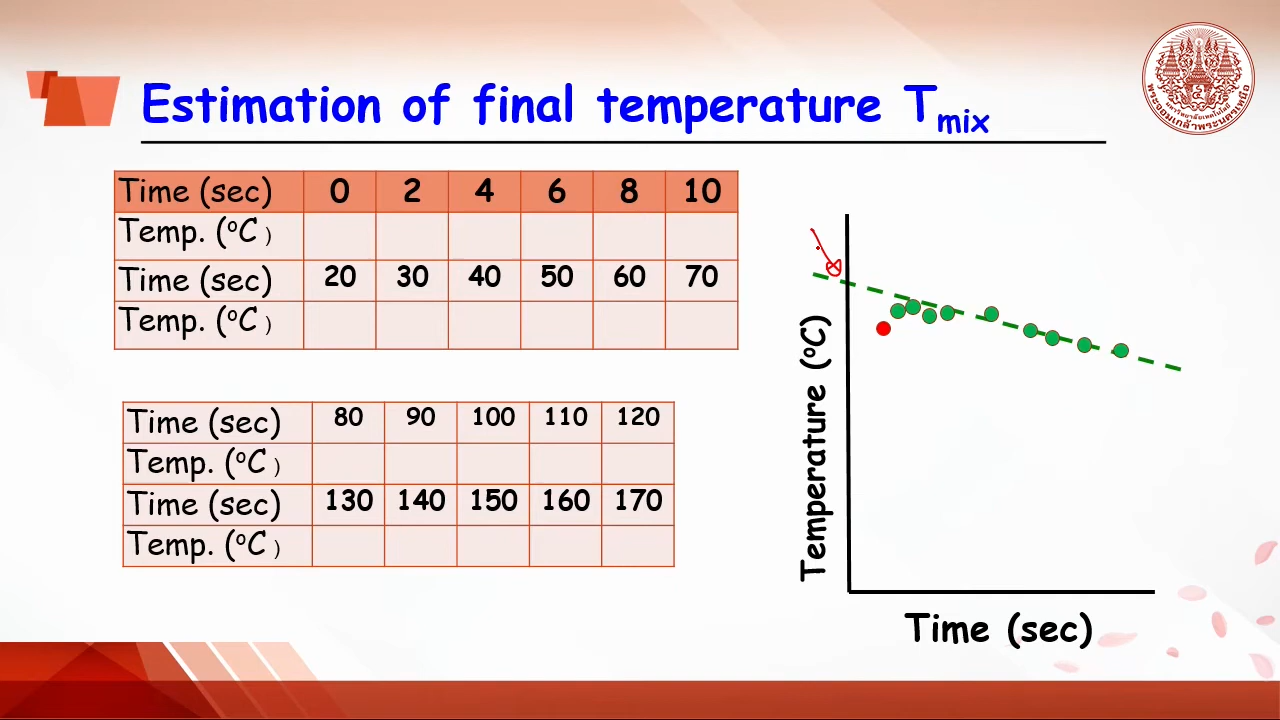 Estimation of final temperature Tmix
Time (sec) 0 2 4 6 8 10
Temp. (ºC )
Time (sec) 20 30 40 50 60 70
Temp. (ºC )
Time (sec) 80 90 100 110 120
Temp. (ºC )
Time (sec) 130 140 150 160 170
Temp. (ºC )
Temperature (ºC)
Time (sec)